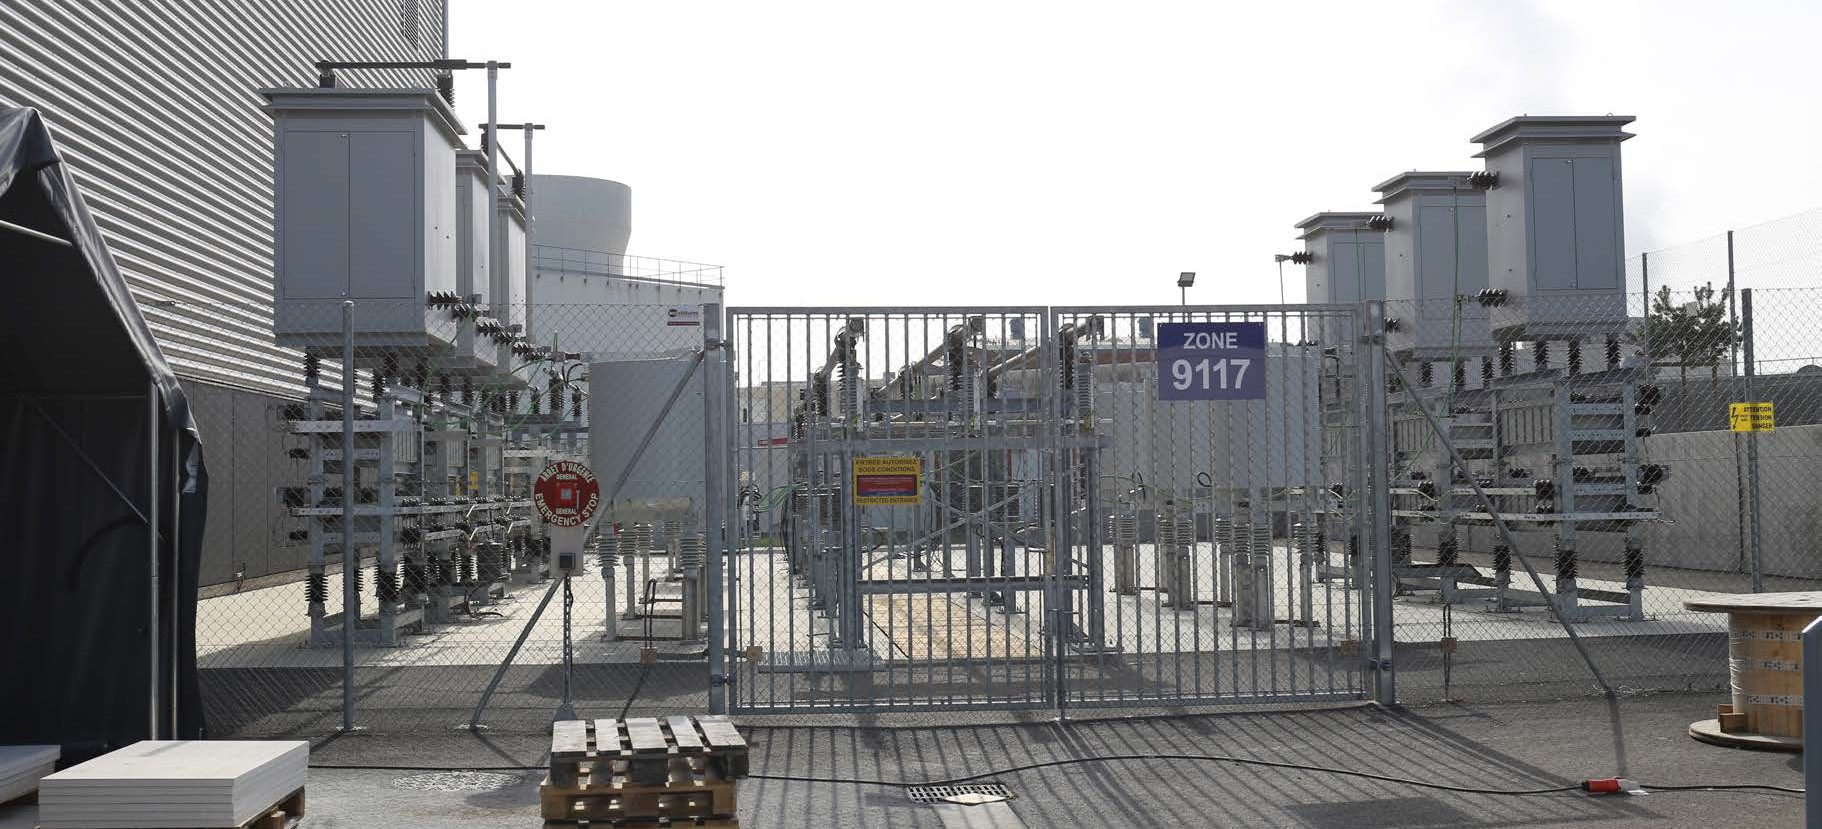 ZONE
9117
ENTREE AUTORISEE
SOUS CONDITIONS
RESTRICTED ENTRANCE
ARRET D'URGENCE
GENERAL
GENERAL
EMERGENCY STOP
ATTENTION
TENSION
DANGER